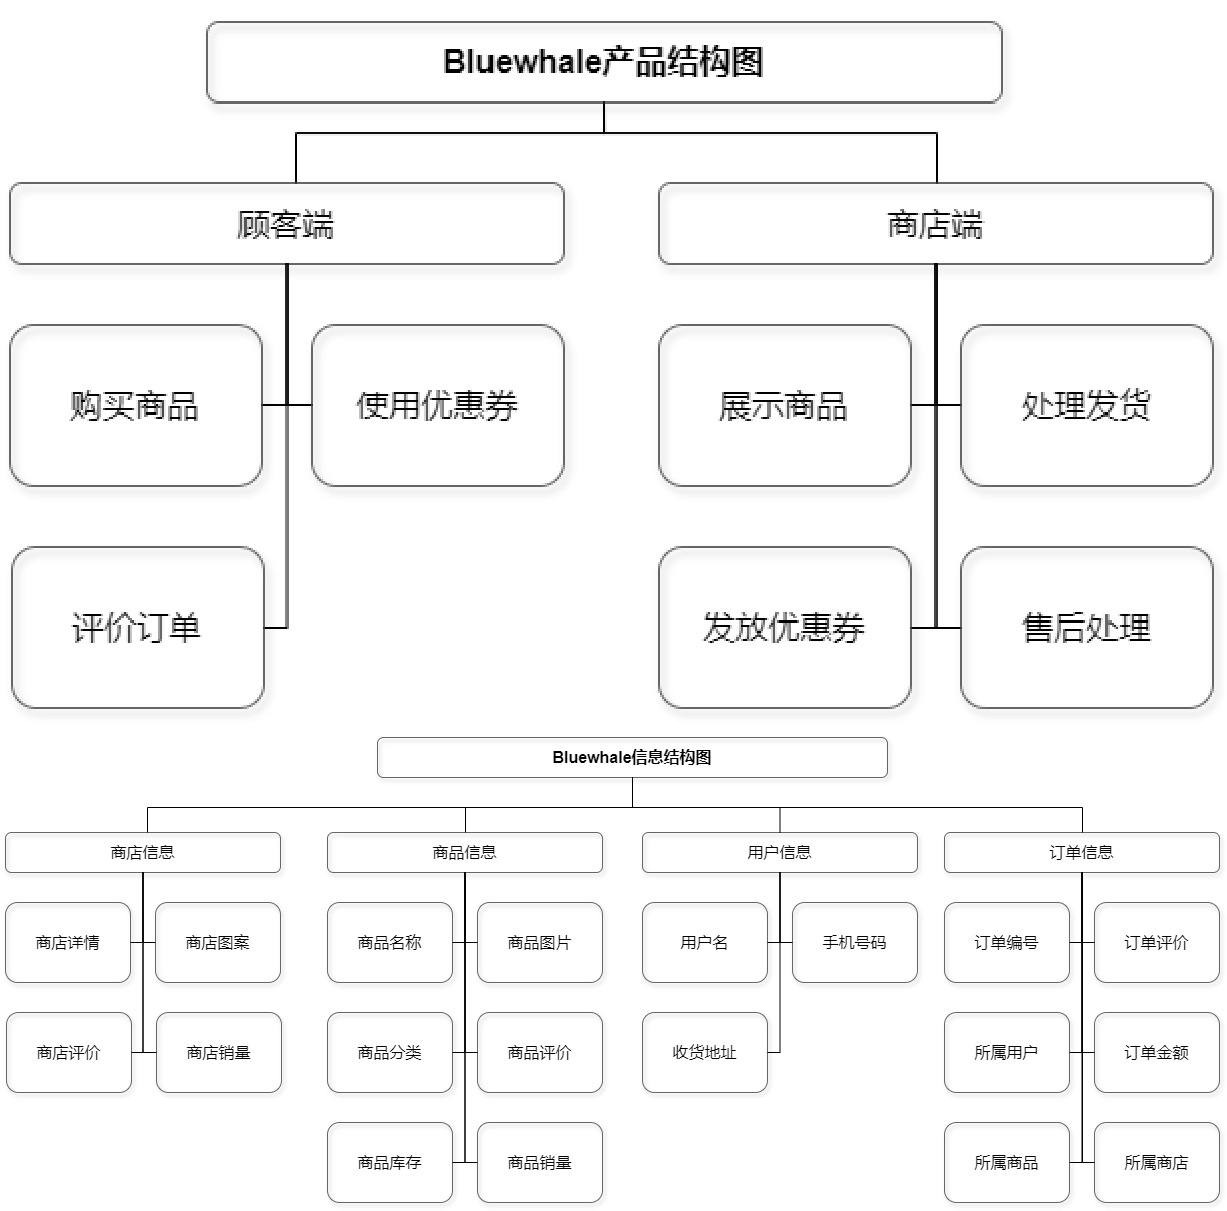 Bluewhale产品结构图
顾客端
商店端
购买商品
使用优惠券
展示商品
处理发货
评价订单
发放优惠券
售后处理
Bluewhale信息结构图
商店信息
商品信息
用户信息
订单信息
商店详情
商店图案
商品名称
商品图片
用户名
手机号码
订单编号
订单评价
商店评价
商店销量
商品分类
商品评价
收货地址
所属用户
订单金额
商品库存
商品销量
所属商品
所属商店